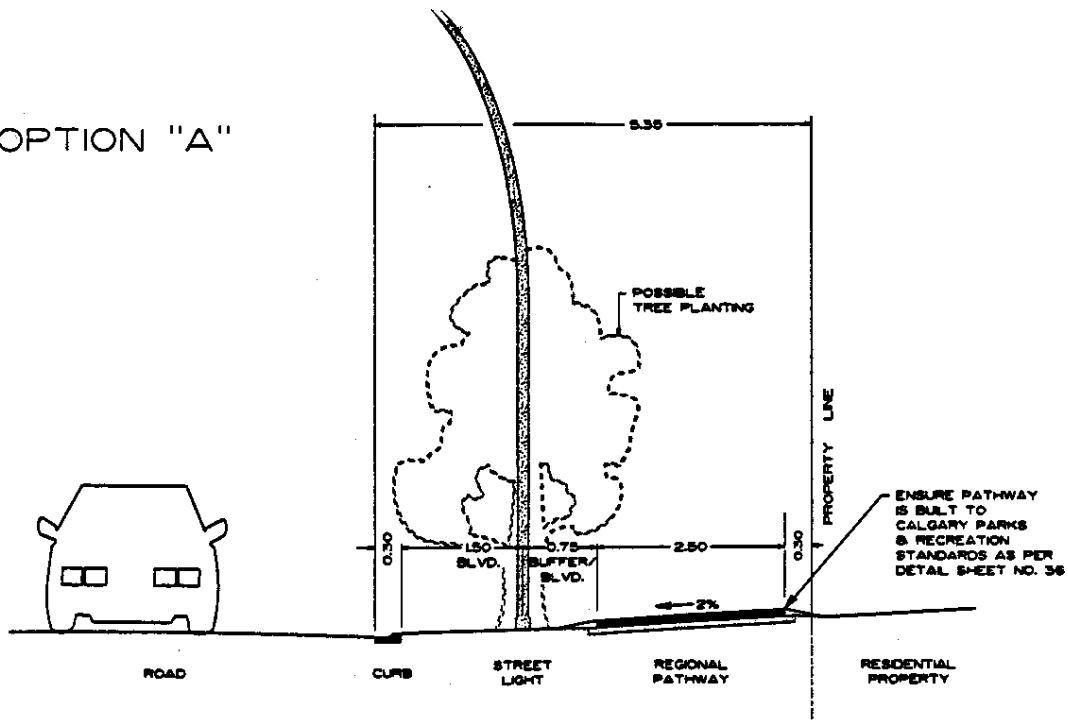 OPTION "A"
5.35
POSSIBLE
TREE PLANTING
PROPERTY LINE
ENSURE PATHWAY
IS BUILT TO
CALGARY PARKS
& RECREATION
STANDARDS AS PER
DETAIL SHEET NO. 36
0.30
1.50
BLVD.
0.75
BUFFER/
BLVD.
2.50
0.30
2%
ROAD
CURB
STREET
LIGHT
REGIONAL
PATHWAY
RESIDENTIAL
PROPERTY